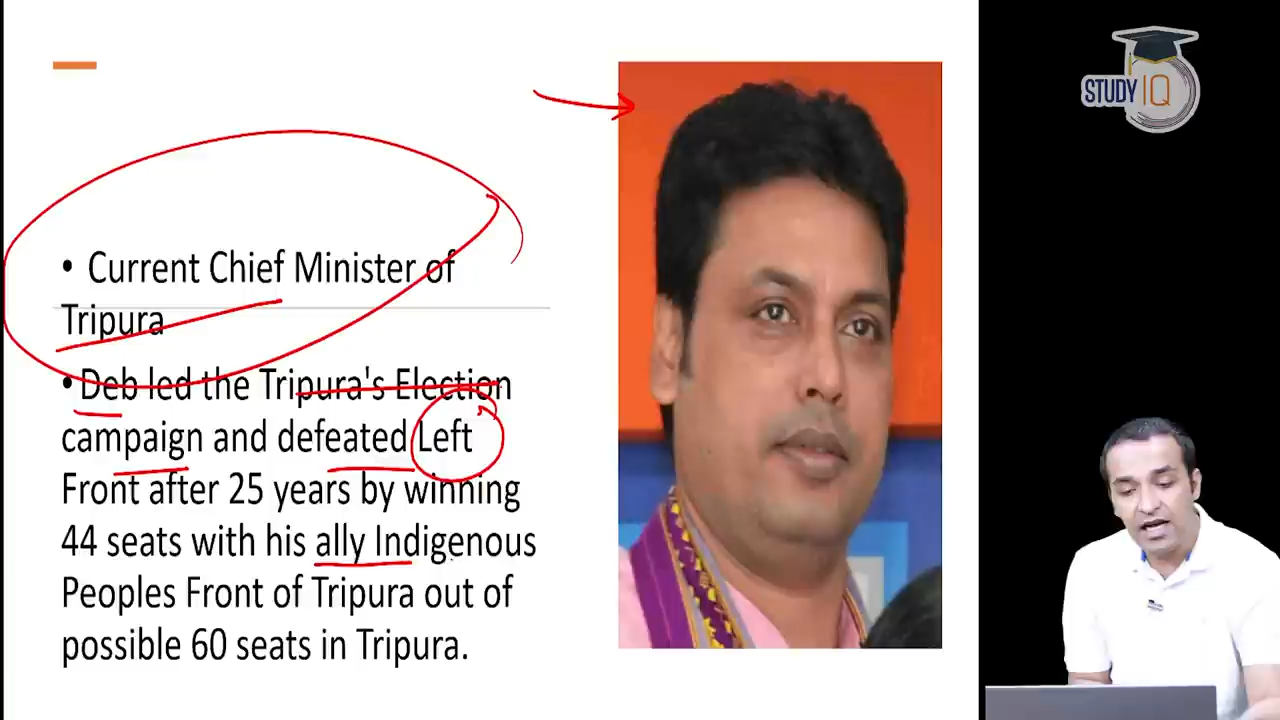 STUDY IQ
• Current Chief Minister of
Tripura
• Deb led the Tripura's Election
campaign and defeated Left
Front after 25 years by winning
44 seats with his ally Indigenous
Peoples Front of Tripura out of
possible 60 seats in Tripura.